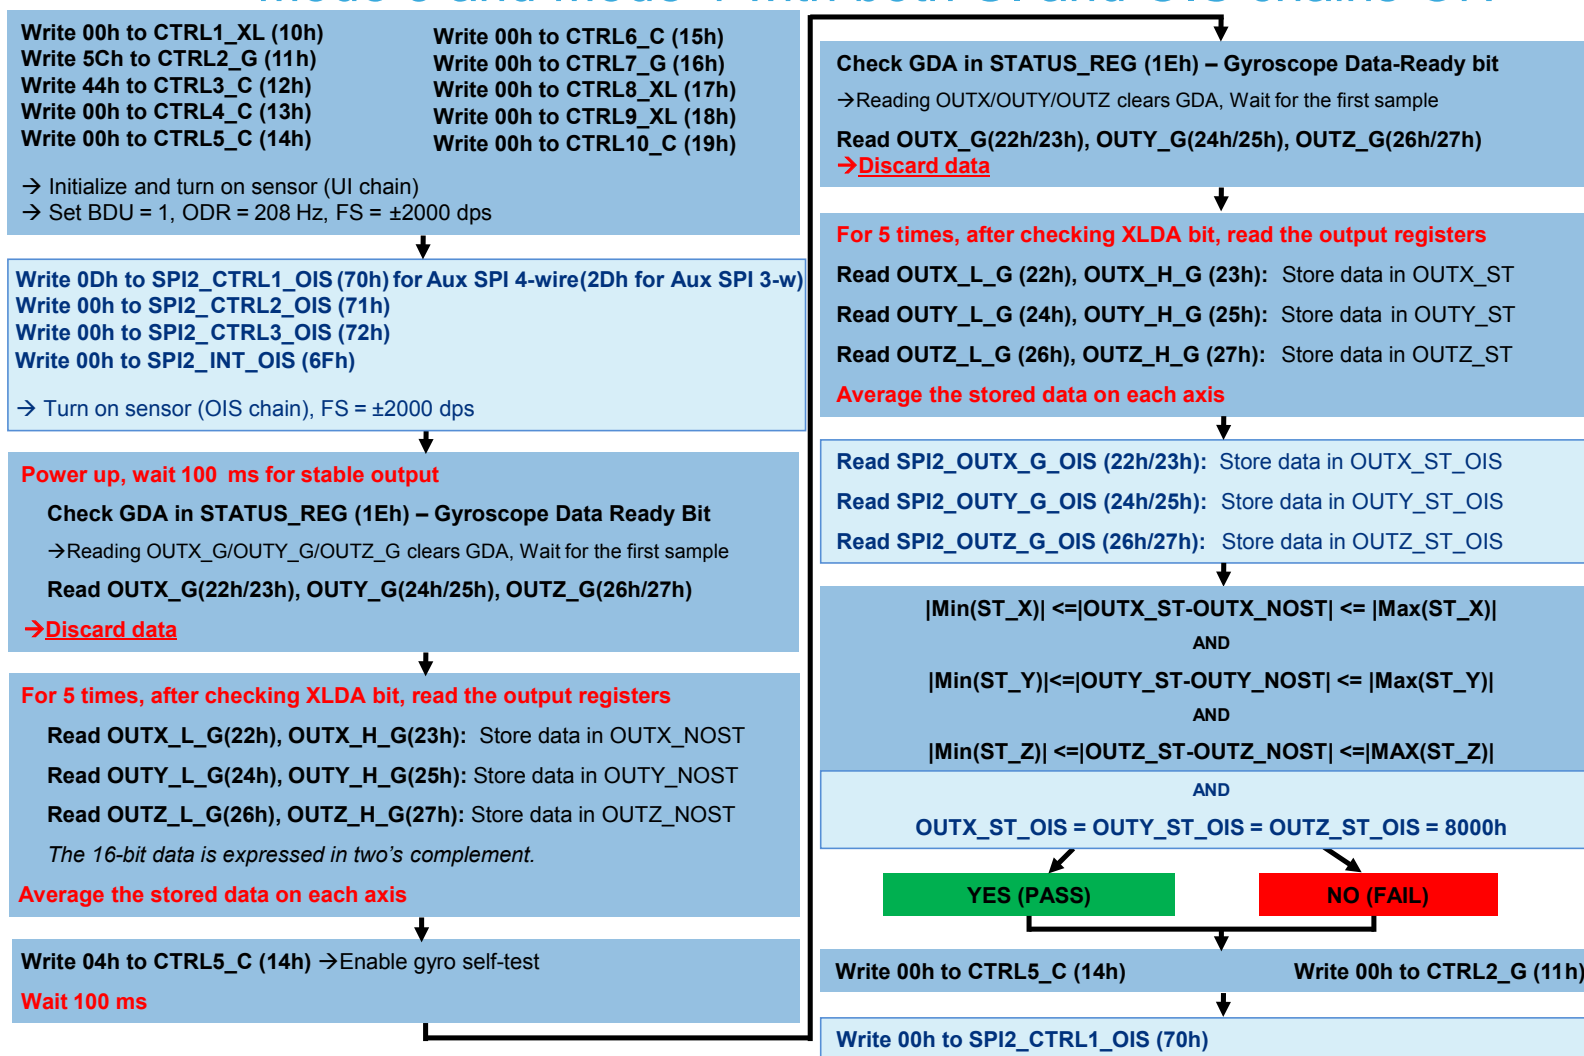 mode 3 and mode 4 with both UI and OIS chains ON
Write 00h to CTRL1_XL (10h)
Write 5Ch to CTRL2_G (11h)
Write 44h to CTRL3_C (12h)
Write 00h to CTRL4_C (13h)
Write 00h to CTRL5_C (14h)
Write 00h to CTRL6_C (15h)
Write 00h to CTRL7_G (16h)
Write 00h to CTRL8_XL (17h)
Write 00h to CTRL9_XL (18h)
Write 00h to CTRL10_C (19h)
→ Initialize and turn on sensor (UI chain)
→ Set BDU = 1, ODR = 208 Hz, FS = ±2000 dps
Write 0Dh to SPI2_CTRL1_OIS (70h) for Aux SPI 4-wire(2Dh for Aux SPI 3-w)
Write 00h to SPI2_CTRL2_OIS (71h)
Write 00h to SPI2_CTRL3_OIS (72h)
Write 00h to SPI2_INT_OIS (6Fh)
→ Turn on sensor (OIS chain), FS = ±2000 dps
Power up, wait 100 ms for stable output
Check GDA in STATUS_REG (1Eh) – Gyroscope Data Ready Bit
→Reading OUTX_G/OUTY_G/OUTZ_G clears GDA, Wait for the first sample
Read OUTX_G(22h/23h), OUTY_G(24h/25h), OUTZ_G(26h/27h)
→Discard data
For 5 times, after checking XLDA bit, read the output registers
Read OUTX_L_G(22h), OUTX_H_G(23h): Store data in OUTX_NOST
Read OUTY_L_G(24h), OUTY_H_G(25h): Store data in OUTY_NOST
Read OUTZ_L_G(26h), OUTZ_H_G(27h): Store data in OUTZ_NOST
The 16-bit data is expressed in two's complement.
Average the stored data on each axis
Write 04h to CTRL5_C (14h) →Enable gyro self-test
Wait 100 ms
Check GDA in STATUS_REG (1Eh) – Gyroscope Data-Ready bit
→Reading OUTX/OUTY/OUTZ clears GDA, Wait for the first sample
Read OUTX_G(22h/23h), OUTY_G(24h/25h), OUTZ_G(26h/27h)
→Discard data
For 5 times, after checking XLDA bit, read the output registers
Read OUTX_L_G (22h), OUTX_H_G (23h): Store data in OUTX_ST
Read OUTY_L_G (24h), OUTY_H_G (25h): Store data in OUTY_ST
Read OUTZ_L_G (26h), OUTZ_H_G (27h): Store data in OUTZ_ST
Average the stored data on each axis
Read SPI2_OUTX_G_OIS (22h/23h): Store data in OUTX_ST_OIS
Read SPI2_OUTY_G_OIS (24h/25h): Store data in OUTY_ST_OIS
Read SPI2_OUTZ_G_OIS (26h/27h): Store data in OUTZ_ST_OIS
|Min(ST_X)| <=|OUTX_ST-OUTX_NOST| <= |Max(ST_X)|
AND
|Min(ST_Y)|<=|OUTY_ST-OUTY_NOST| <= |Max(ST_Y)|
AND
|Min(ST_Z)| <=|OUTZ_ST-OUTZ_NOST| <=|MAX(ST_Z)|
AND
OUTX_ST_OIS = OUTY_ST_OIS = OUTZ_ST_OIS = 8000h
YES (PASS)
NO (FAIL)
Write 00h to CTRL5_C (14h)
Write 00h to CTRL2_G (11h)
Write 00h to SPI2_CTRL1_OIS (70h)